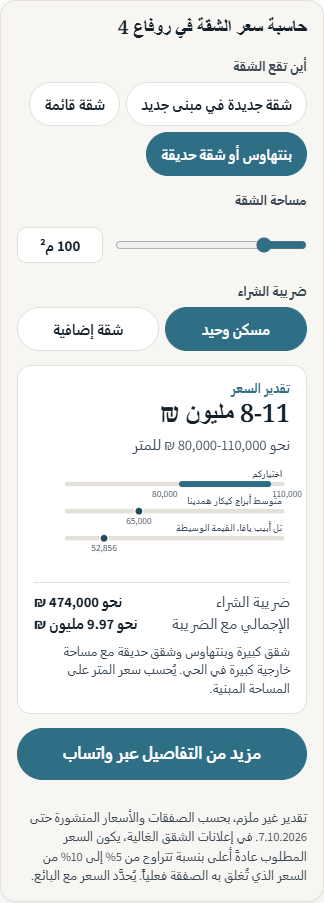 حاسبة سعر الشقة في روفاع 4
أين تقع الشقة
شقة جديدة في مبنى جديد
شقة قائمة
بنتهاوس أو شقة حديقة
مساحة الشقة
100 م²
ضريبة الشراء
مسكن وحيد
شقة إضافية
تقدير السعر
8-11 مليون ₪
نحو 80,000-110,000 ₪ للمتر
اختياركم
80,000
110,000
متوسط أبراج كيكار همدينا
65,000
تل أبيب يافا، القيمة الوسيطة
52,856
ضريبة الشراء
نحو 474,000 ₪
الإجمالي مع الضريبة
نحو 9.97 مليون ₪
شقق كبيرة وبنتهاوس وشقق حديقة مع مساحة
خارجية كبيرة في الحي. يُحسب سعر المتر على
المساحة المبنية.
مزيد من التفاصيل عبر واتساب
تقدير غير ملزم، بحسب الصفقات والأسعار المنشورة حتى
7.10.2026. في إعلانات الشقق الغالية، يكون السعر
المطلوب عادةً أعلى بنسبة تتراوح من 5% إلى 10% من
السعر الذي تُغلق به الصفقة فعلياً. يُحدَّد السعر مع البائع.